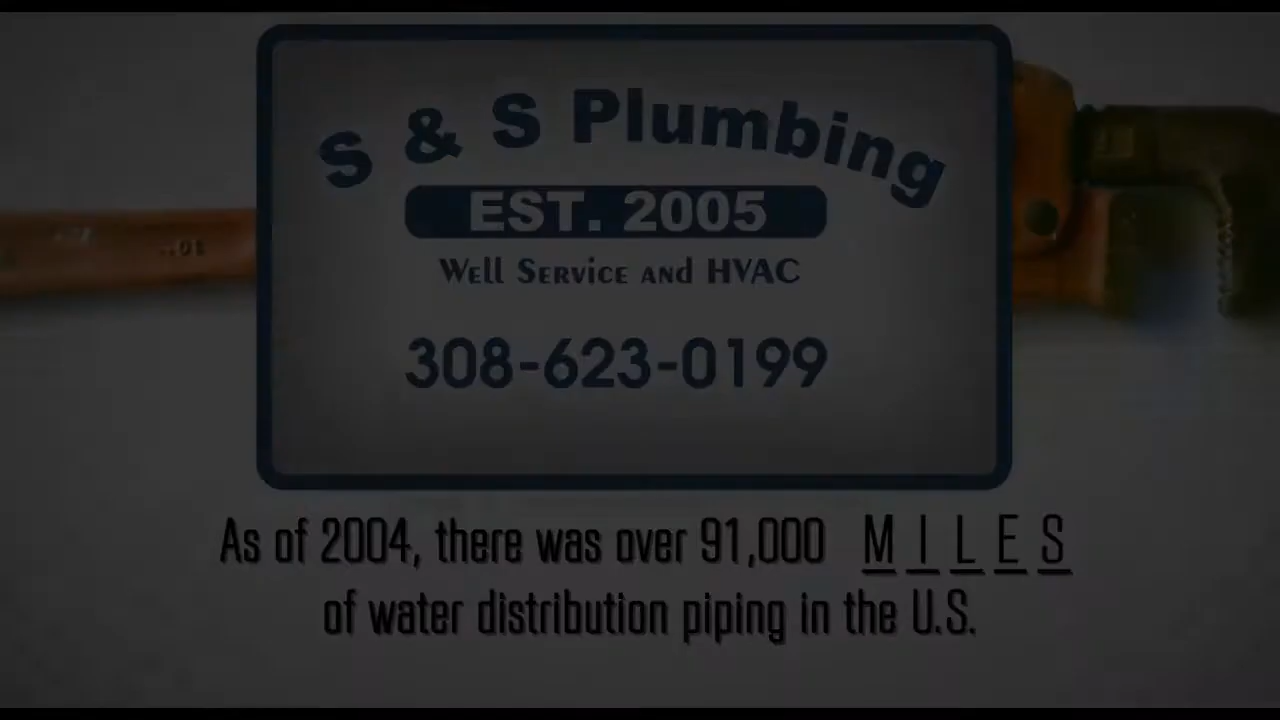 S & S Plumbing
EST. 2005
Well Service and HVAC
308-623-0199
As of 2004, there was over 91,000 MILES
of water distribution piping in the U.S.